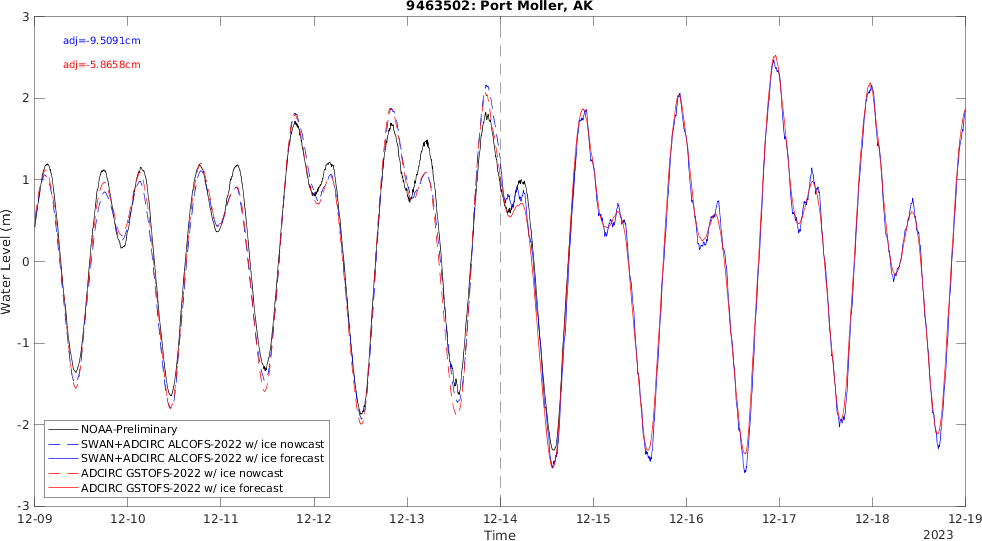 9463502: Port Moller, AK
adj=-9.5091cm
adj=-5.8658cm
3
2
1
0
-1
-2
-3
Water Level (m)
NOAA-Preliminary
SWAN+ADCIRC ALCOFS-2022 w/ ice nowcast
SWAN+ADCIRC ALCOFS-2022 w/ ice forecast
ADCIRC GSTOFS-2022 w/ ice nowcast
ADCIRC GSTOFS-2022 w/ ice forecast
12-09 12-10 12-11 12-12 12-13 12-14 12-15 12-16 12-17 12-18 12-19
Time
2023